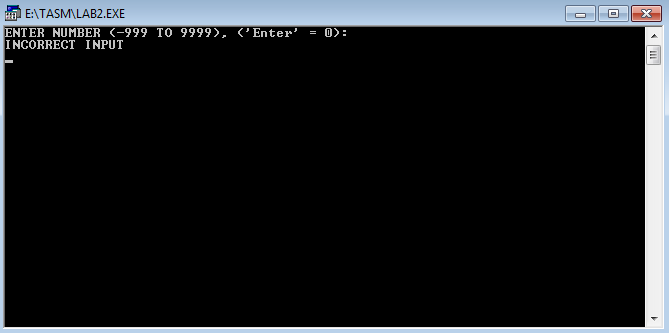 E:\TASM\LAB2.EXE
ENTER NUMBER (-999 TO 9999), ('Enter' = 0):
INCORRECT INPUT